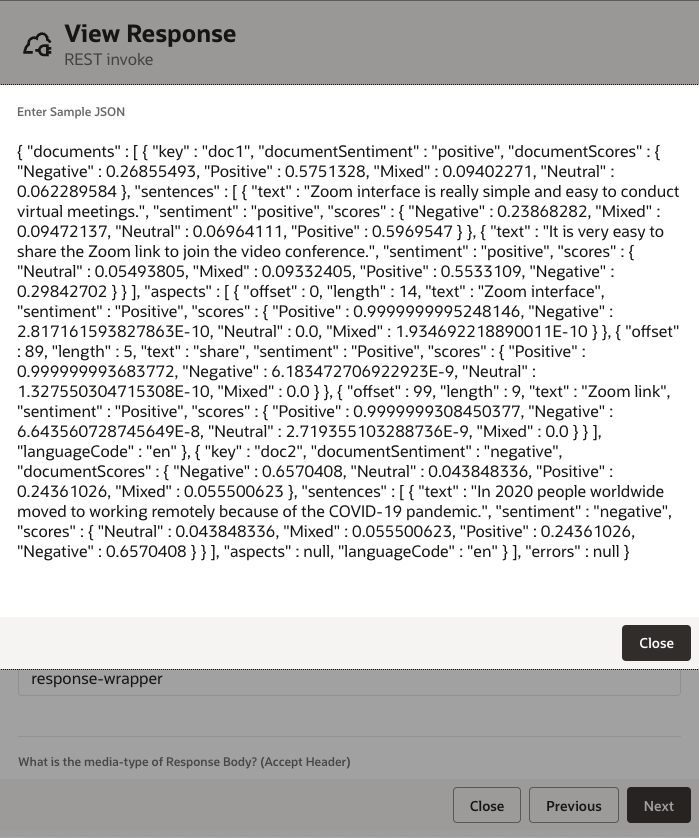 View Response
REST invoke
Enter Sample JSON
{ "documents" : [ { "key" : "doc1", "documentSentiment" : "positive", "documentScores" : {
"Negative" : 0.26855493, "Positive" : 0.5751328, "Mixed" : 0.09402271, "Neutral" :
0.062289584 }, "sentences" : [ { "text" : "Zoom interface is really simple and easy to conduct
virtual meetings.", "sentiment" : "positive", "scores" : { "Negative" : 0.23868282, "Mixed" :
0.09472137, "Neutral" : 0.06964111, "Positive" : 0.5969547 } }, { "text" : "It is very easy to
share the Zoom link to join the video conference.", "sentiment" : "positive", "scores" : {
"Neutral" : 0.05493805, "Mixed" : 0.09332405, "Positive" : 0.5533109, "Negative" :
0.29842702 } } ], "aspects" : [ { "offset" : 0, "length" : 14, "text" : "Zoom interface",
"sentiment" : "Positive", "scores" : { "Positive" : 0.9999999995248146, "Negative" :
2.817161593827863E-10, "Neutral" : 0.0, "Mixed" : 1.934692218890011E-10 } }, { "offset"
: 89, "length" : 5, "text" : "share", "sentiment" : "Positive", "scores" : { "Positive" :
0.999999993683772, "Negative" : 6.183472706922923E-9, "Neutral" :
1.327550304715308E-10, "Mixed" : 0.0 } }, { "offset" : 99, "length" : 9, "text" : "Zoom link",
"sentiment" : "Positive", "scores" : { "Positive" : 0.9999999308450377, "Negative" :
6.643560728745649E-8, "Neutral" : 2.719355103288736E-9, "Mixed" : 0.0 } } ],
"languageCode" : "en" }, { "key" : "doc2", "documentSentiment" : "negative",
"documentScores" : { "Negative" : 0.6570408, "Neutral" : 0.043848336, "Positive" :
0.24361026, "Mixed" : 0.055500623 }, "sentences" : [ { "text" : "In 2020 people worldwide
moved to working remotely because of the COVID-19 pandemic.", "sentiment" : "negative",
"scores" : { "Neutral" : 0.043848336, "Mixed" : 0.055500623, "Positive" : 0.24361026,
"Negative" : 0.6570408 } } ], "aspects" : null, "languageCode" : "en" } ], "errors" : null }
Close
response-wrapper
What is the media-type of Response Body? (Accept Header)
Close Previous Next